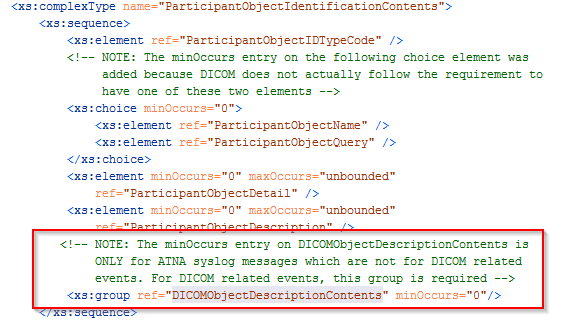 <xs:complexType name="ParticipantObjectIdentificationContents">
<xs:sequence>
<xs:element ref="ParticipantObjectIDTypeCode" />
<!-- NOTE: The minOccurs entry on the following choice element was
added because DICOM does not actually follow the requirement to
have one of these two elements -->
<xs:choice minOccurs="0">
<xs:element ref="ParticipantObjectName" />
<xs:element ref="ParticipantObjectQuery" />
</xs:choice>
<xs:element minOccurs="0" maxOccurs="unbounded"
ref="ParticipantObjectDetail" />
<xs:element minOccurs="0" maxOccurs="unbounded"
ref="ParticipantObjectDescription" />
<!-- NOTE: The minOccurs entry on DICOMObjectDescriptionContents is
ONLY for ATNA syslog messages which are not for DICOM related
events. For DICOM related events, this group is required -->
<xs:group ref="DICOMObjectDescriptionContents" minOccurs="0"/>
</xs:sequence>